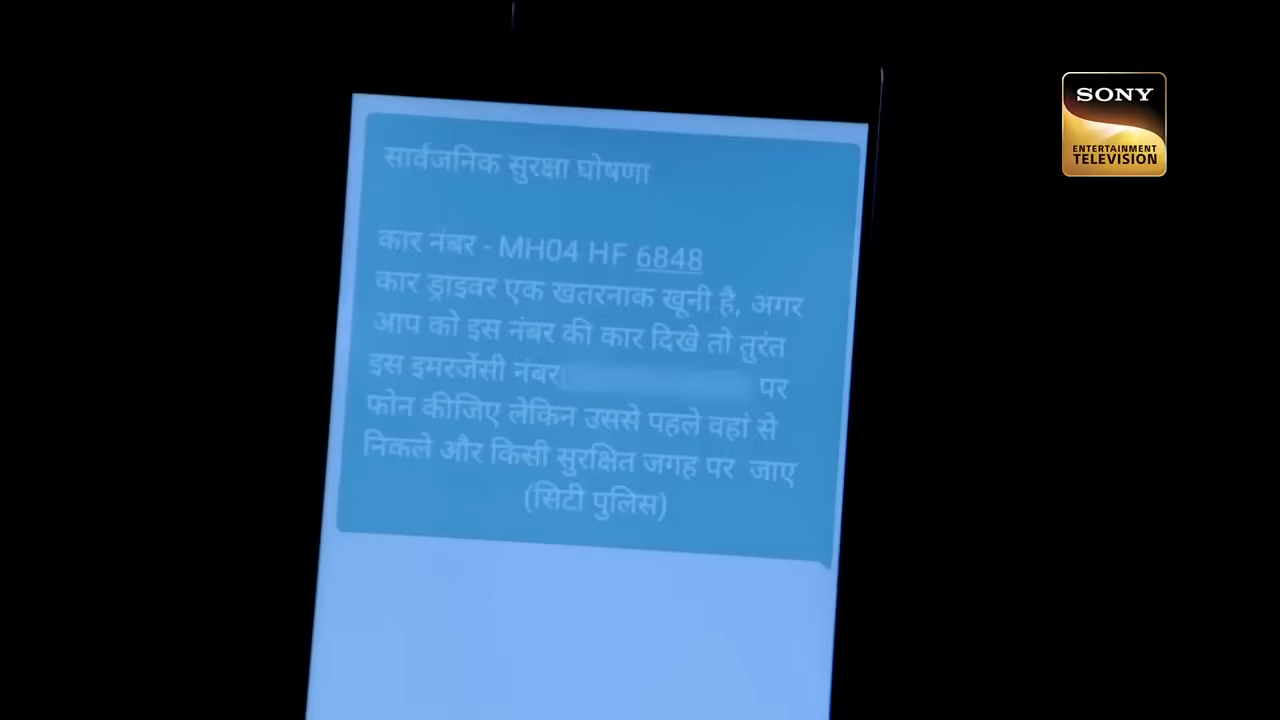 SONY
ENTERTAINMENT
TELEVISION
सार्वजनिक सुरक्षा घोषणा
कार नंबर - MH04 HF 6848
कार ड्राइवर एक खतरनाक खूनी है, अगर
आप को इस नंबर की कार दिखे तो तुरंत
इस इमरजेंसी नंबर पर
फोन कीजिए लेकिन उससे पहले वहां से
निकले और किसी सुरक्षित जगह पर जाए
(सिटी पुलिस)